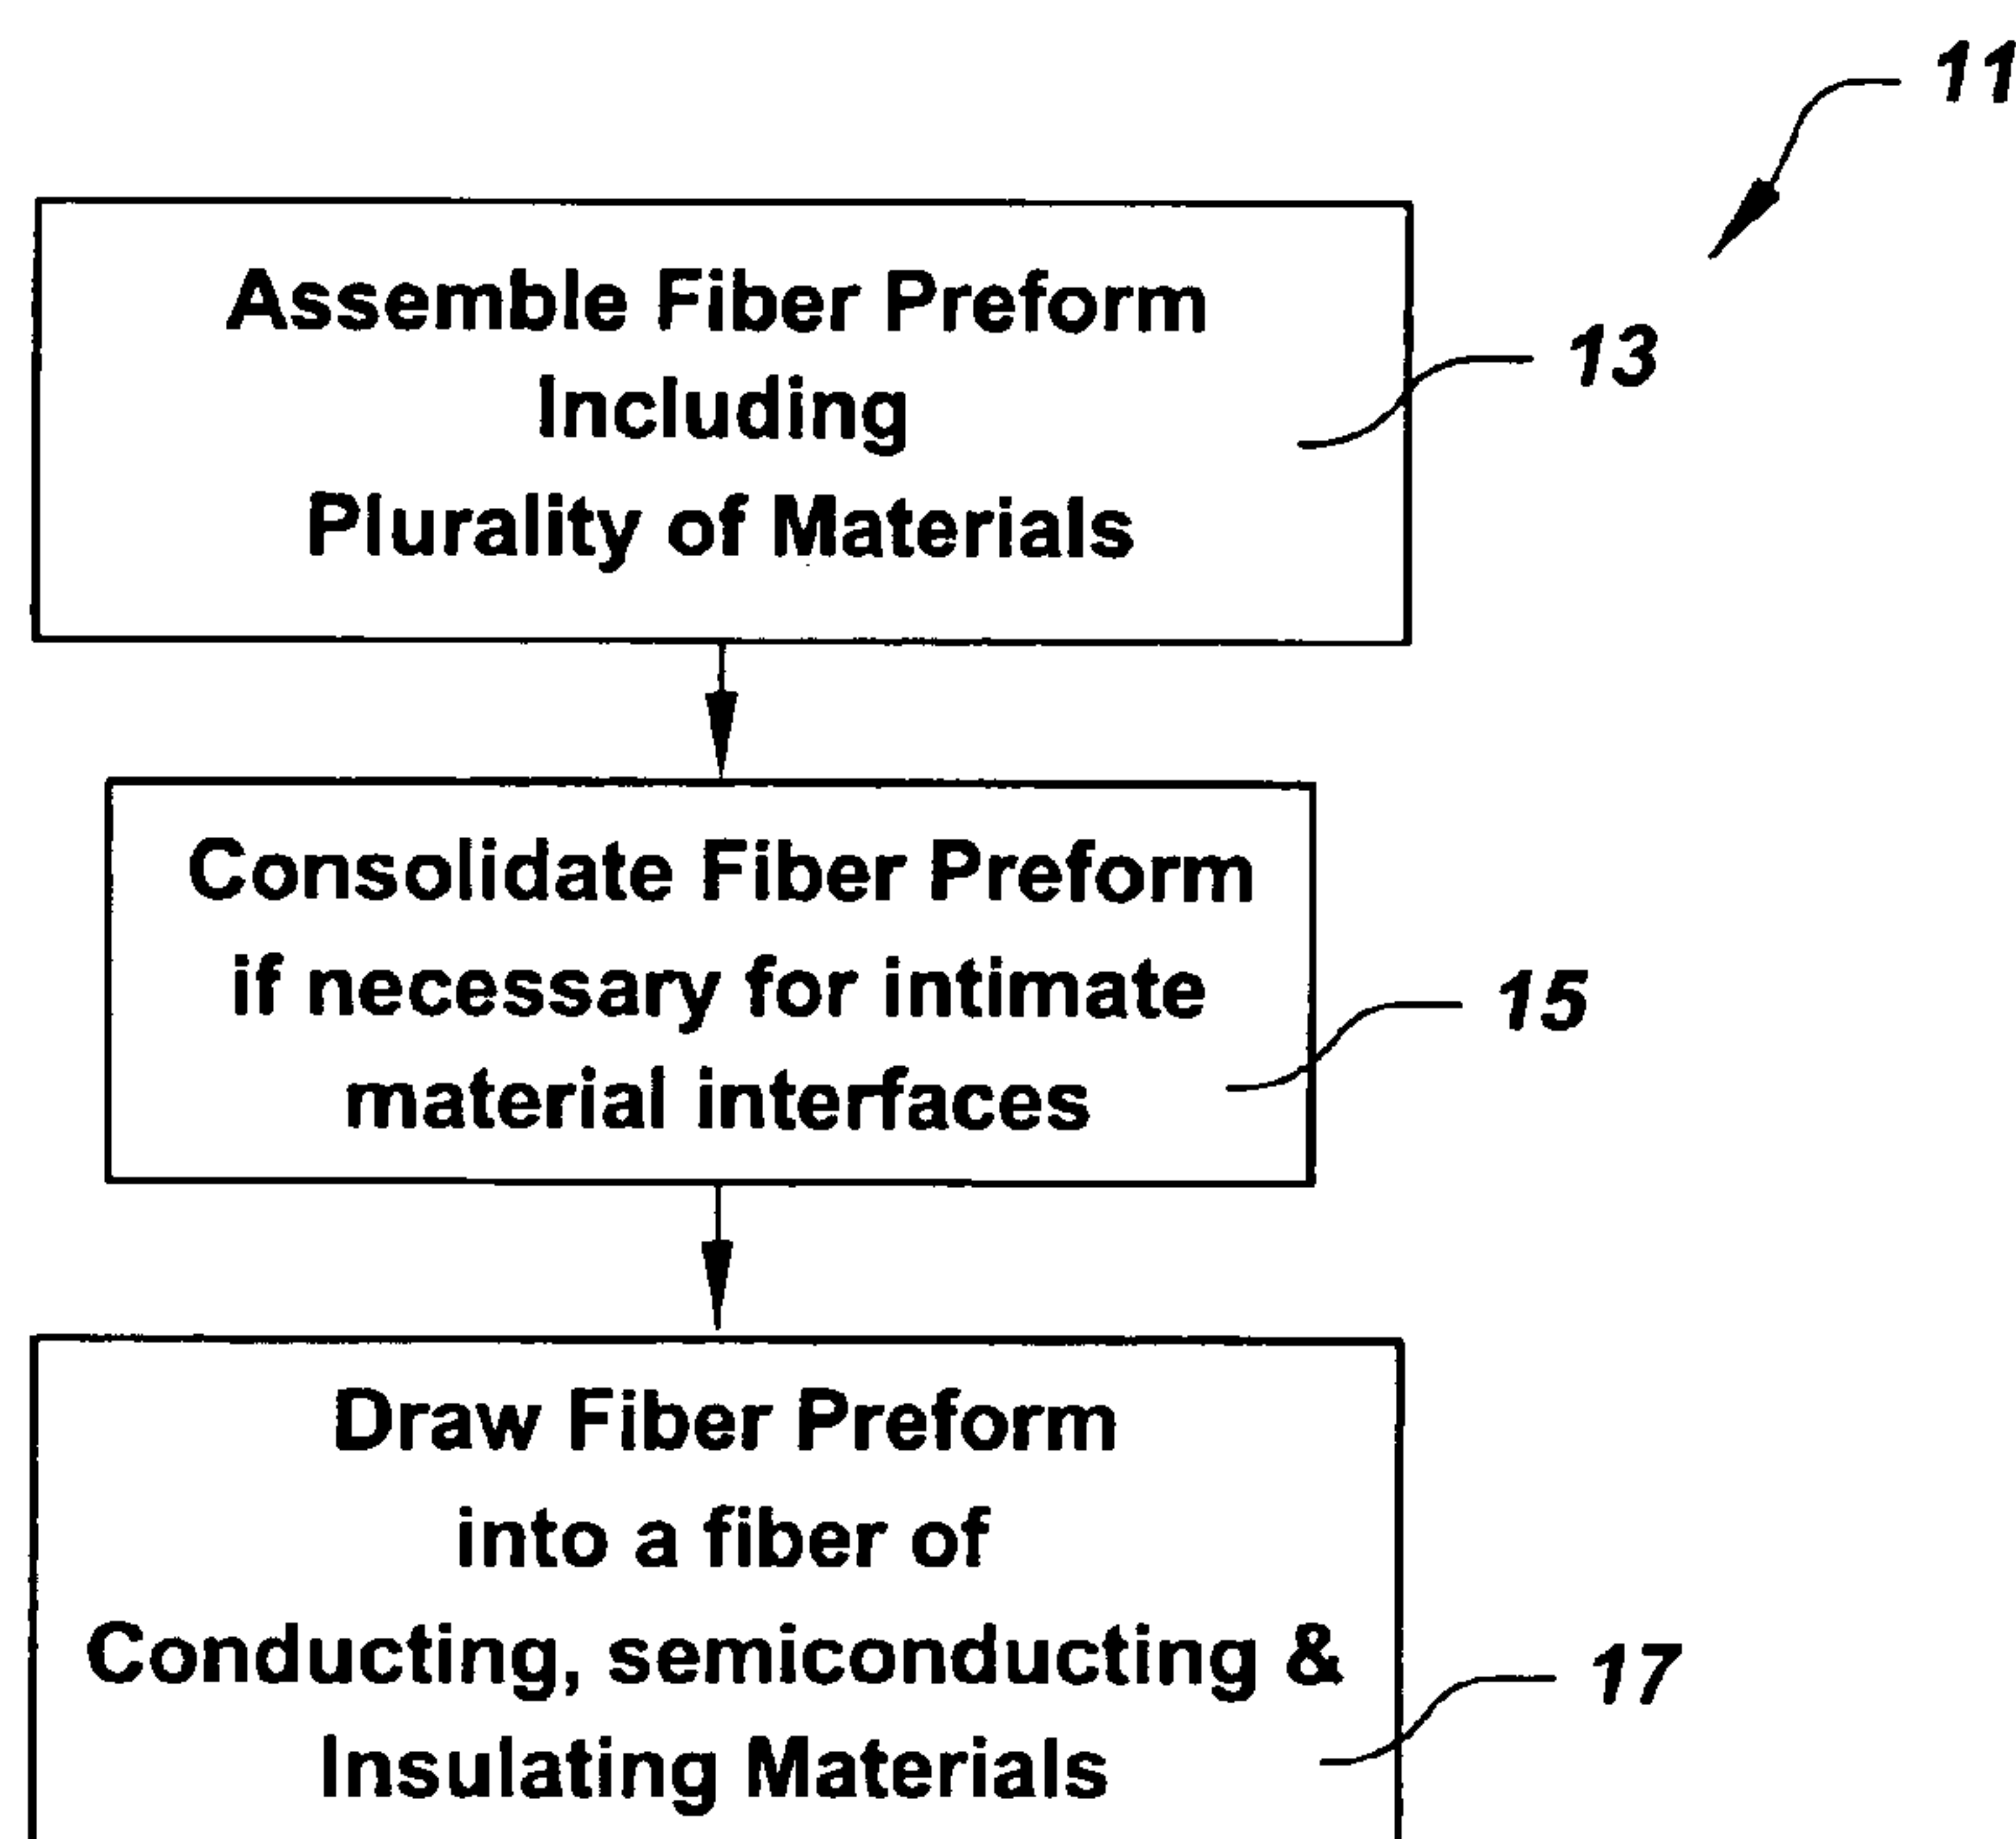 11
Assemble Fiber Preform
Including
Plurality of Materials
13
Consolidate Fiber Preform
if necessary for intimate
material interfaces
15
Draw Fiber Preform
into a fiber of
Conducting, semiconducting &
Insulating Materials
17